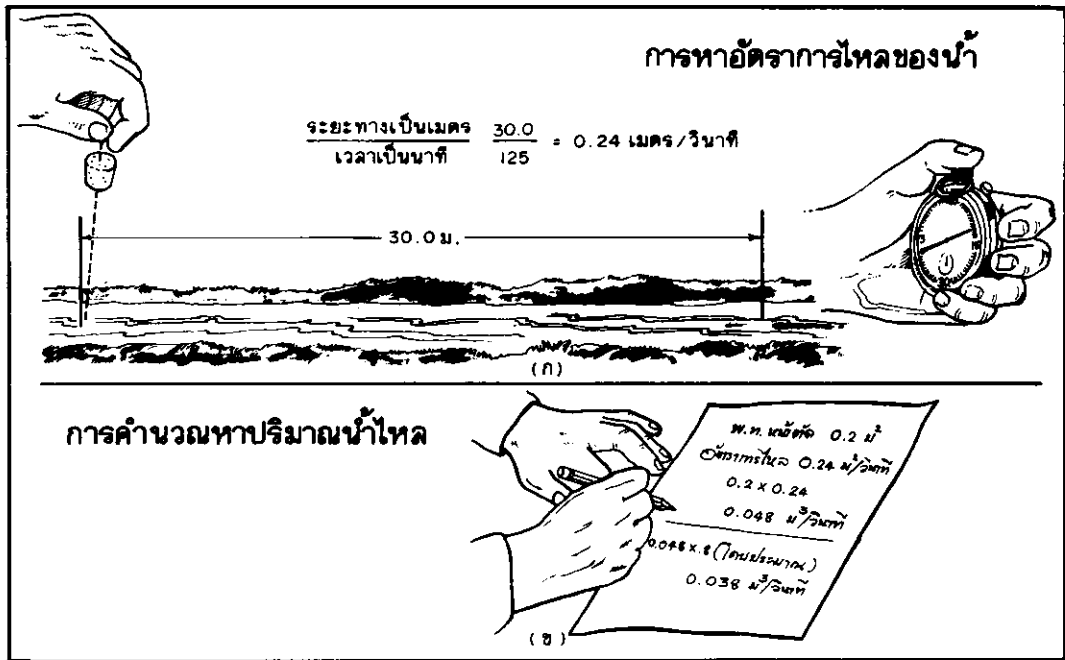 การหาอัตราการไหลของน้ำ
ระยะทางเป็นเมตร 30.0 = 0.24 เมตร/วินาที
เวลาเป็นนาที 125
30.0 ม.
(ก)
การคำนวณหาปริมาณน้ำไหล
พ.ท. หน้าตัด 0.2 ม²
อัตราการไหล 0.24 ม²/วินาที
0.2 x 0.24
0.048 ม³/วินาที
0.048 x .8 (โดยประมาณ)
0.038 ม³/วินาที
(ข)